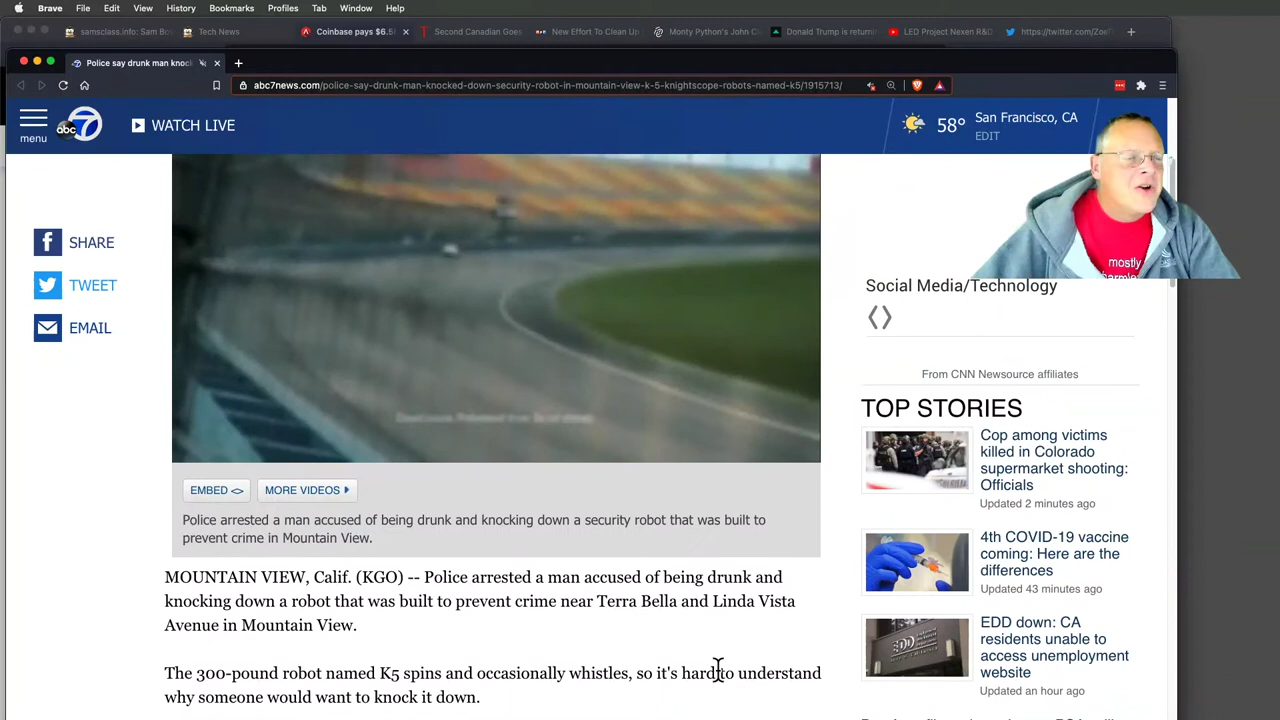 Brave File Edit View History Bookmarks Profiles Tab Window Help
samsclass.info: Sam Bo Tech News Coinbase pays $6.5 Second Canadian Goes New Effort To Clean Up Monty Python's John Cl Donald Trump is return LED Project Nexen R&D https://twitter.com/Zoe
Police say drunk man knock
abc7news.com/police-say-drunk-man-knocked-down-security-robot-in-mountain-view-k-5-knightscope-robots-named-k5/1915713/
menu
abc 7
WATCH LIVE
58°
San Francisco, CA
EDIT
SHARE
TWEET
EMAIL
mostly
Social Media/Technology
From CNN Newsource affiliates
TOP STORIES
Cop among victims
killed in Colorado
supermarket shooting:
Officials
Updated 2 minutes ago
4th COVID-19 vaccine
coming: Here are the
differences
Updated 43 minutes ago
EDD
EDD down: CA
residents unable to
access unemployment
website
Updated an hour ago
EMBED <> MORE VIDEOS
Police arrested a man accused of being drunk and knocking down a security robot that was built to
prevent crime in Mountain View.
MOUNTAIN VIEW, Calif. (KGO) -- Police arrested a man accused of being drunk and
knocking down a robot that was built to prevent crime near Terra Bella and Linda Vista
Avenue in Mountain View.
The 300-pound robot named K5 spins and occasionally whistles, so it's hard to understand
why someone would want to knock it down.